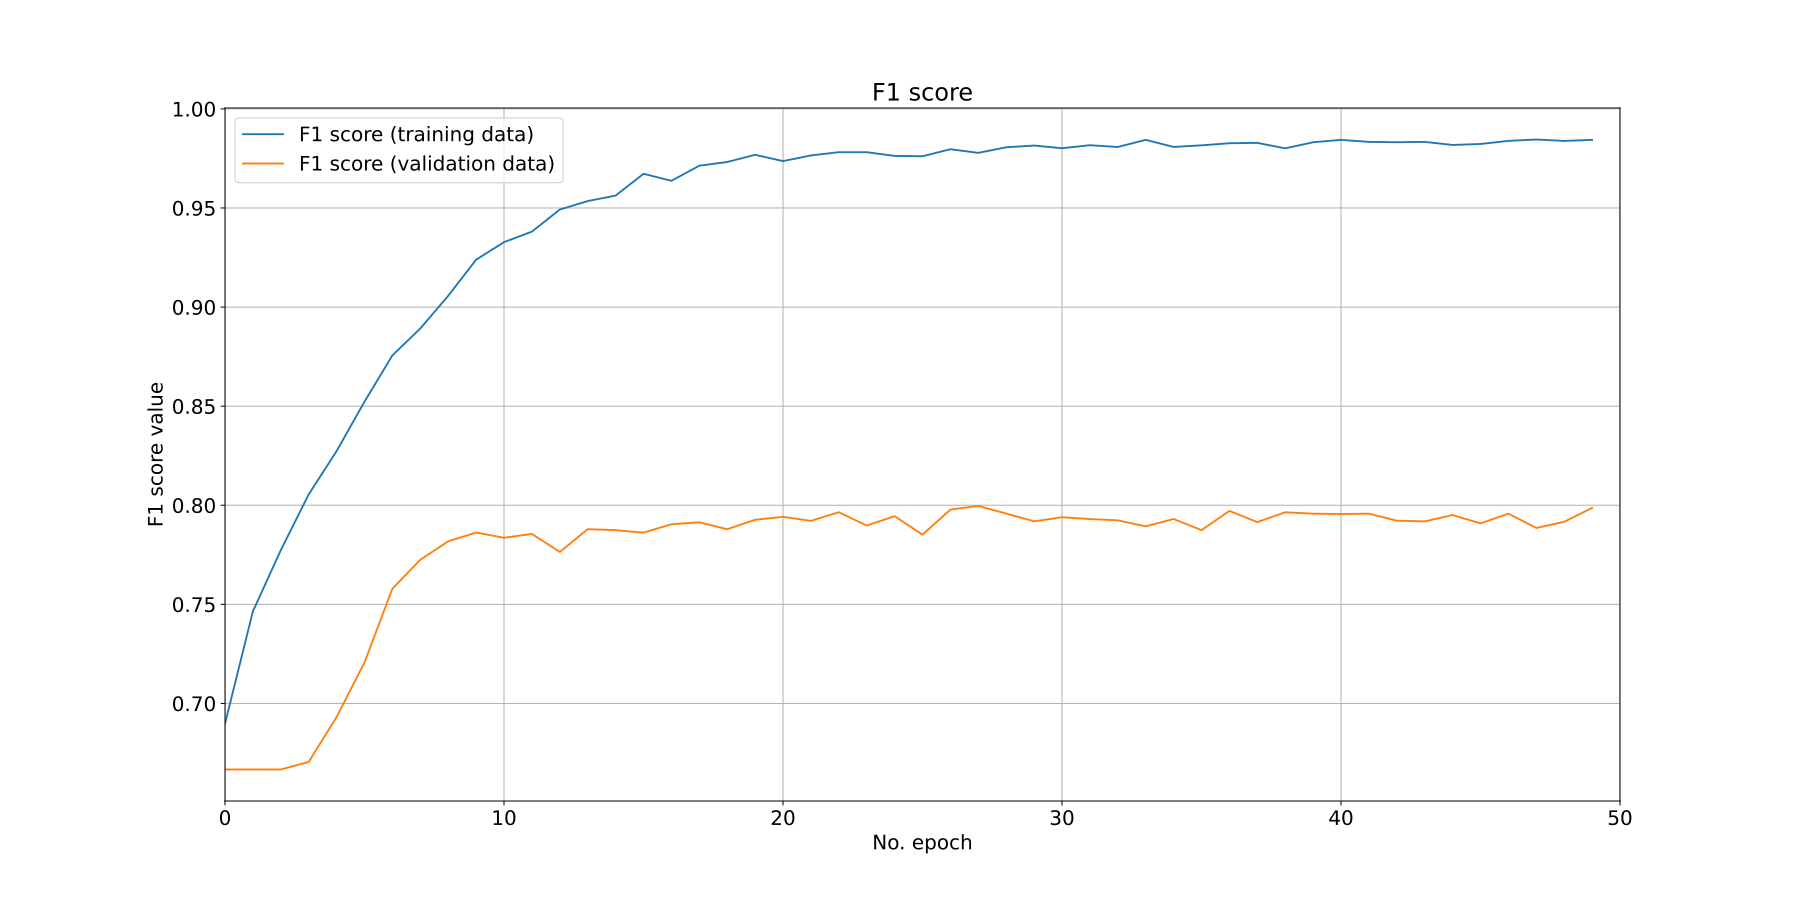 F1 score
1.00
0.95
0.90
0.85
0.80
0.75
0.70
F1 score (training data)
F1 score (validation data)
F1 score value
0 10 20 30 40 50
No. epoch